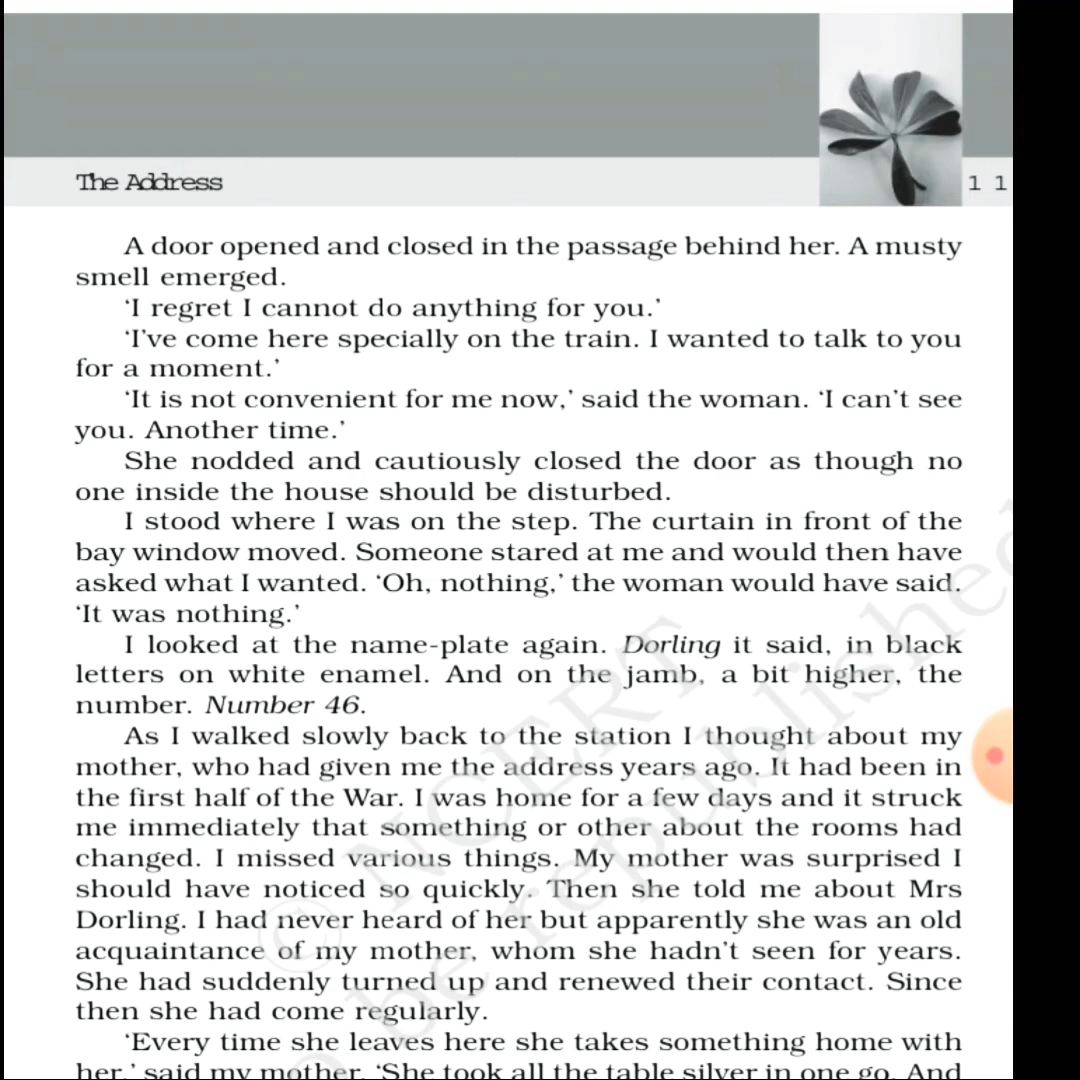 The Address
1 1
A door opened and closed in the passage behind her. A musty
smell emerged.
‘I regret I cannot do anything for you.’
‘I’ve come here specially on the train. I wanted to talk to you
for a moment.’
‘It is not convenient for me now,’ said the woman. ‘I can’t see
you. Another time.’
She nodded and cautiously closed the door as though no
one inside the house should be disturbed.
I stood where I was on the step. The curtain in front of the
bay window moved. Someone stared at me and would then have
asked what I wanted. ‘Oh, nothing,’ the woman would have said.
‘It was nothing.’
I looked at the name-plate again. Dorling it said, in black
letters on white enamel. And on the jamb, a bit higher, the
number. Number 46.
As I walked slowly back to the station I thought about my
mother, who had given me the address years ago. It had been in
the first half of the War. I was home for a few days and it struck
me immediately that something or other about the rooms had
changed. I missed various things. My mother was surprised I
should have noticed so quickly. Then she told me about Mrs
Dorling. I had never heard of her but apparently she was an old
acquaintance of my mother, whom she hadn’t seen for years.
She had suddenly turned up and renewed their contact. Since
then she had come regularly.
‘Every time she leaves here she takes something home with
her,’ said my mother. ‘She took all the table silver in one go. And
© NCERT
o be republished